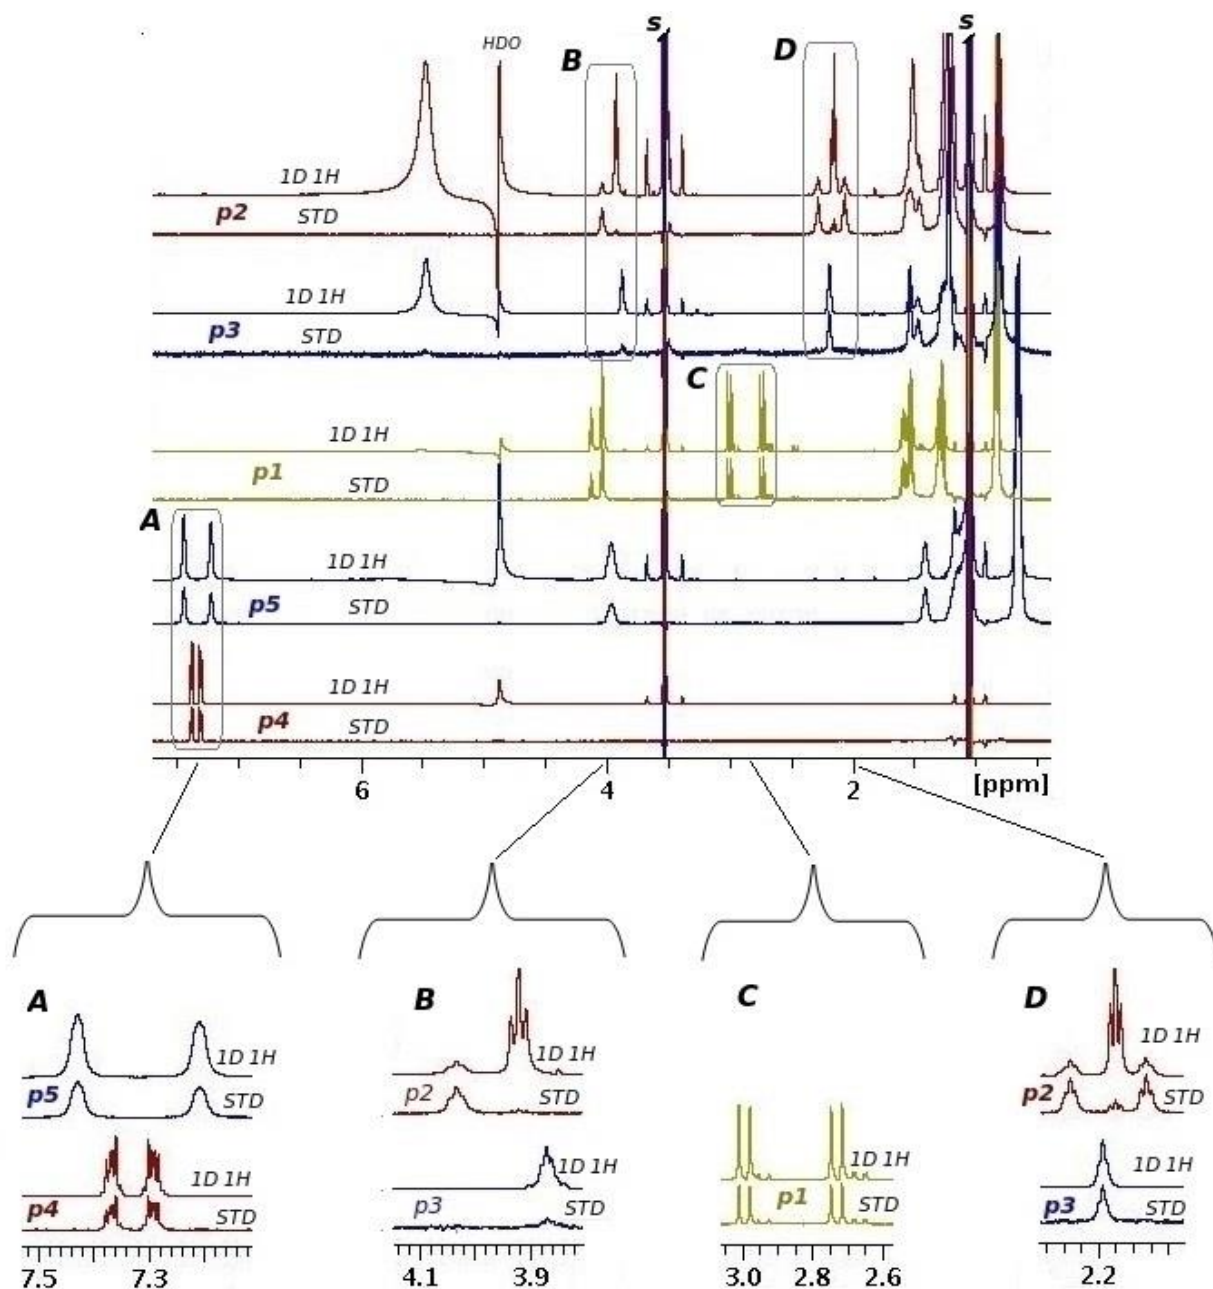 S S
HDO
B D
1D 1H
p2 STD
1D 1H
p3 STD
C
1D 1H
p1 STD
A
1D 1H
p5 STD
1D 1H
p4 STD
6 4 2 [ppm]
A B C D
1D 1H 1D 1H 1D 1H 1D 1H
p5 STD p2 STD p1 STD p2 STD
1D 1H 1D 1H 1D 1H
p4 STD p3 STD p3 STD
7.5 7.3 4.1 3.9 3.0 2.8 2.6 2.2